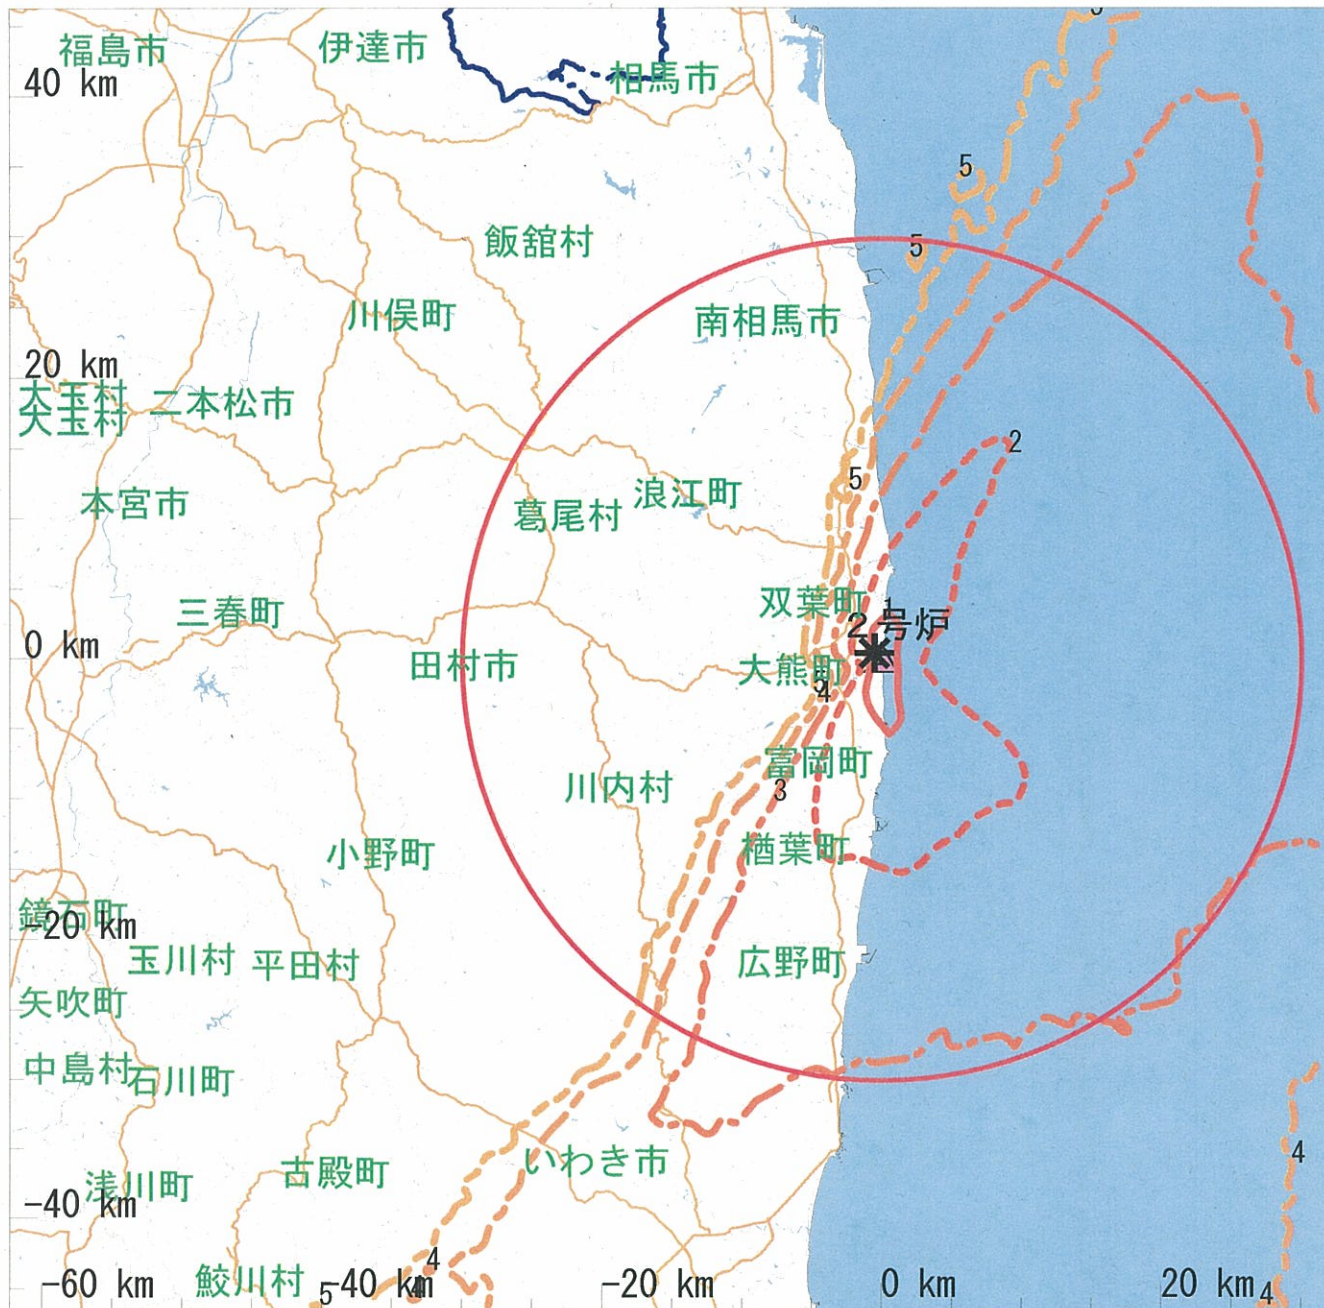 福島市
伊達市
40 km
相馬市
5
飯舘村
5
川俣町
南相馬市
20 km
大玉村
大玉村
二本松市
2
本宮市
葛尾村
浪江町
5
三春町
双葉町
1
2号炉
0 km
田村市
大熊町
5
4
富岡町
3
川内村
小野町
楢葉町
鏡石町
-20 km
玉川村
平田村
広野町
矢吹町
中島村
石川町
いわき市
4
浅川町
古殿町
-40 km
4
鮫川村
5
4
-60 km
-40 km
-20 km
0 km
20 km
4